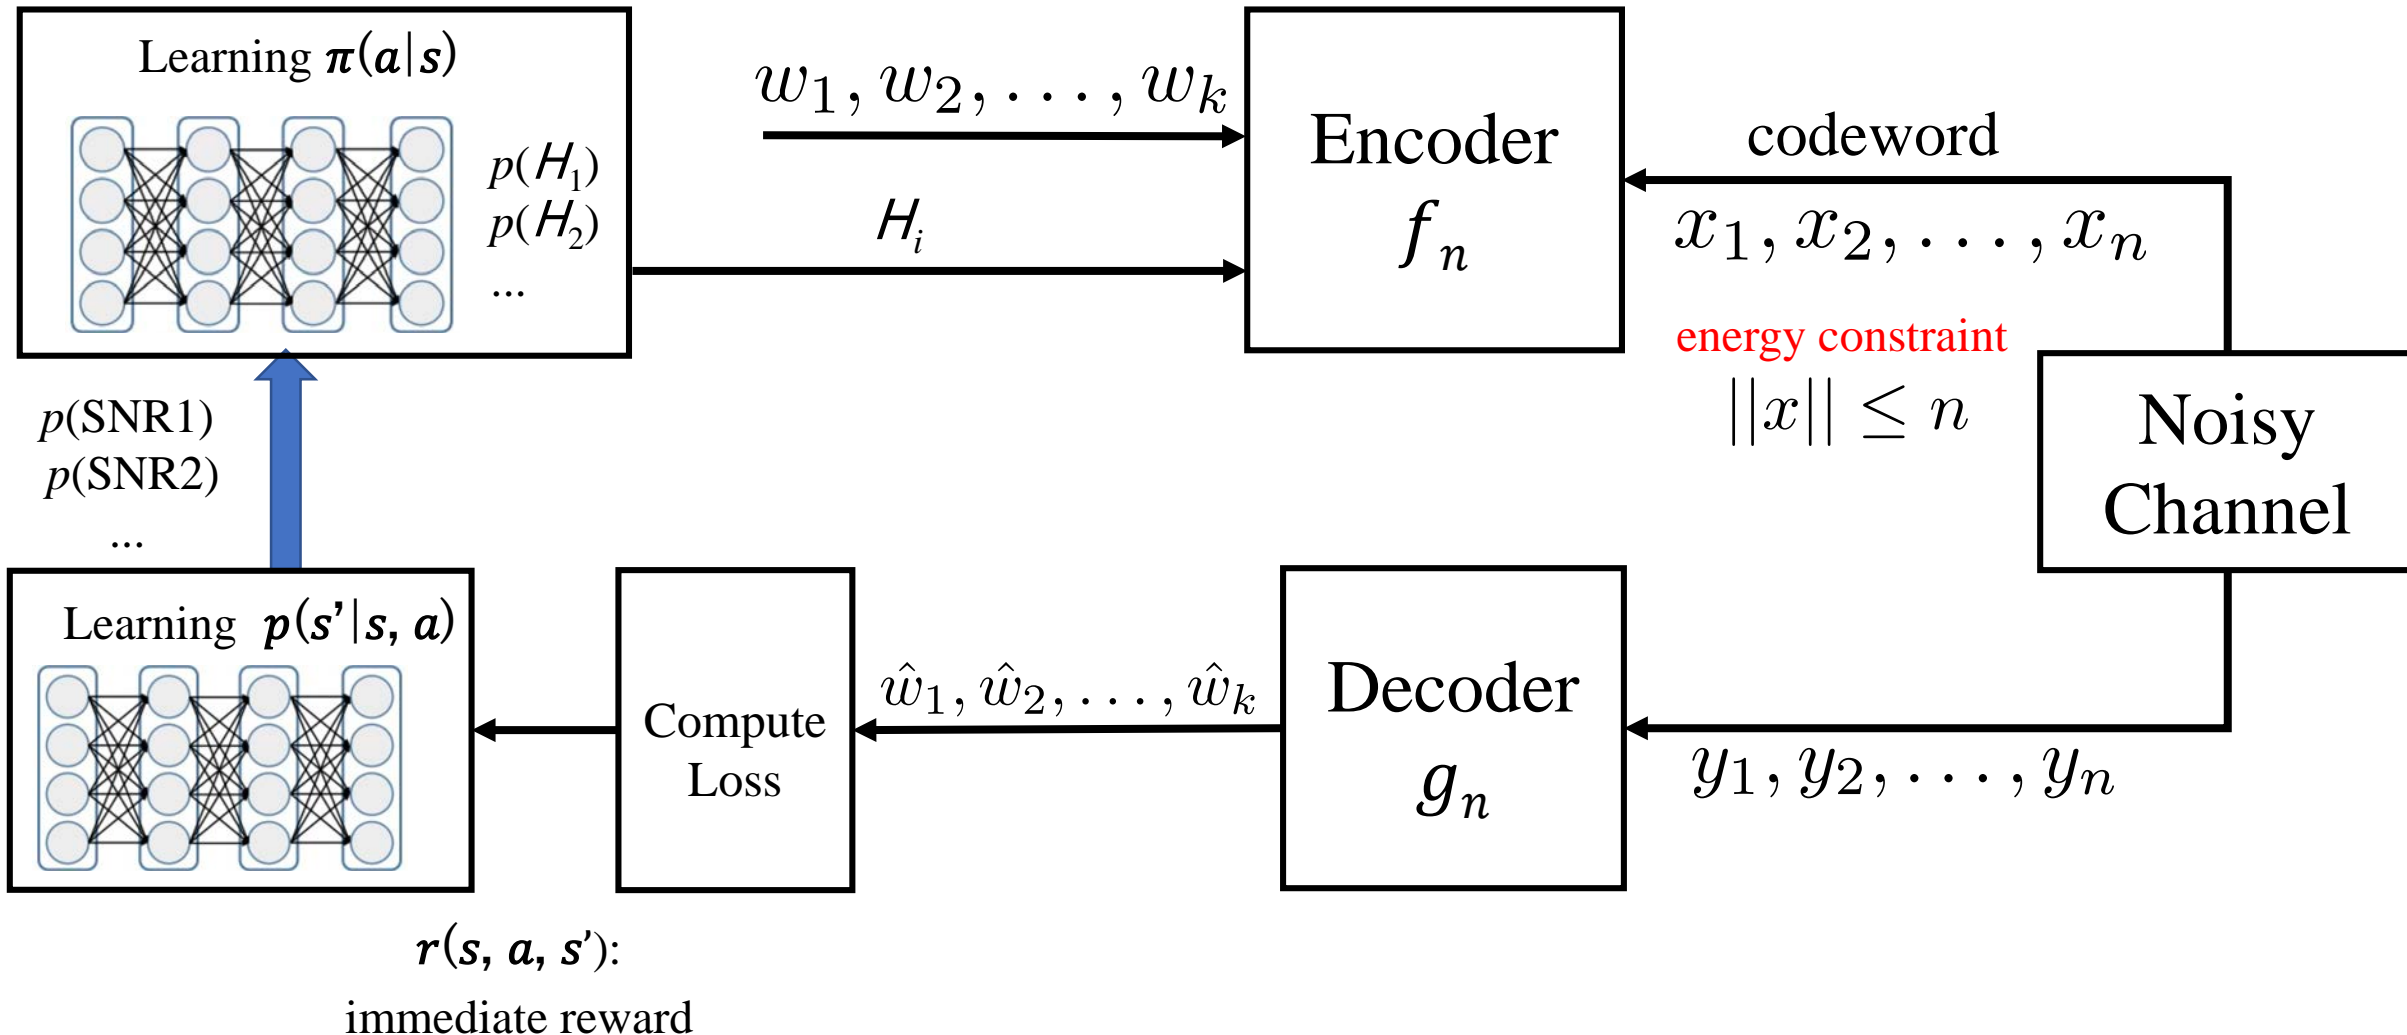 Learning π(a|s)
p(H₁)
p(H₂)
...
w₁, w₂, . . . , wₖ
H_i
Encoder
fₙ
codeword
x₁, x₂, . . . , xₙ
energy constraint
||x|| ≤ n
Noisy
Channel
p(SNR1)
p(SNR2)
...
Learning p(s'|s, a)
Compute
Loss
ŵ₁, ŵ₂, . . . , ŵₖ
Decoder
gₙ
y₁, y₂, . . . , yₙ
r(s, a, s'):
immediate reward